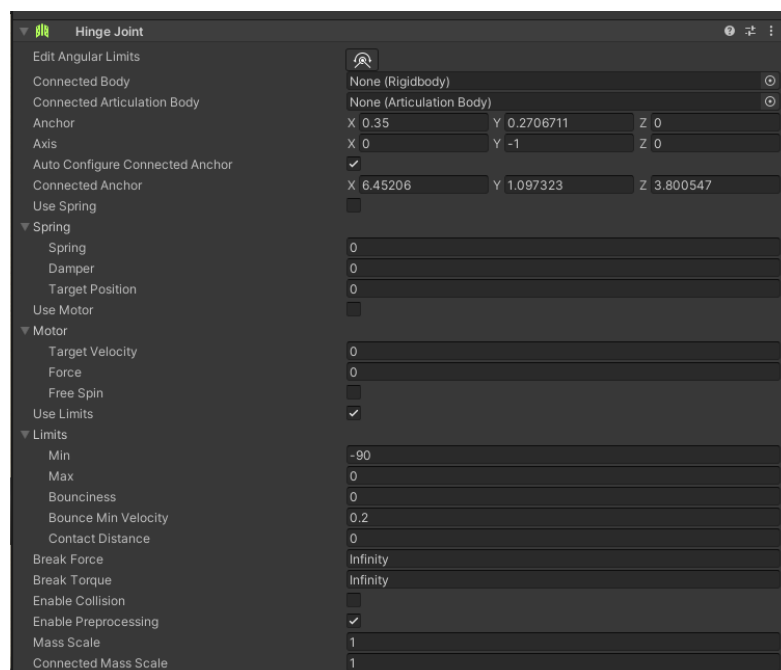 Hinge Joint
Edit Angular Limits
Connected Body None (Rigidbody)
Connected Articulation Body None (Articulation Body)
Anchor X 0.35 Y 0.2706711 Z 0
Axis X 0 Y -1 Z 0
Auto Configure Connected Anchor
Connected Anchor X 6.45206 Y 1.097323 Z 3.800547
Use Spring
Spring
Spring 0
Damper 0
Target Position 0
Use Motor
Motor
Target Velocity 0
Force 0
Free Spin
Use Limits
Limits
Min -90
Max 0
Bounciness 0
Bounce Min Velocity 0.2
Contact Distance 0
Break Force Infinity
Break Torque Infinity
Enable Collision
Enable Preprocessing
Mass Scale 1
Connected Mass Scale 1